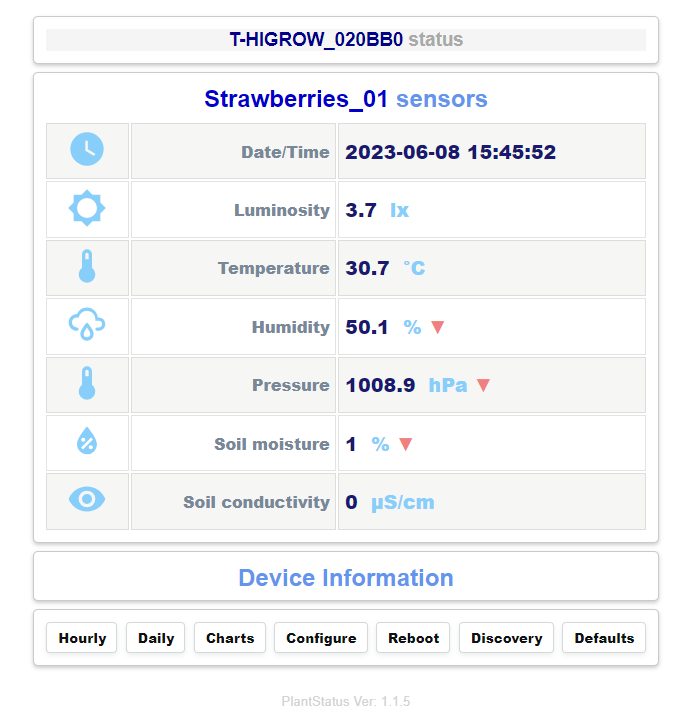 T-HIGROW_020BB0 status
Strawberries_01 sensors
Date/Time 2023-06-08 15:45:52
Luminosity 3.7 lx
Temperature 30.7 °C
Humidity 50.1 % ▼
Pressure 1008.9 hPa ▼
Soil moisture 1 % ▼
Soil conductivity 0 µS/cm
Device Information
Hourly Daily Charts Configure Reboot Discovery Defaults
PlantStatus Ver: 1.1.5